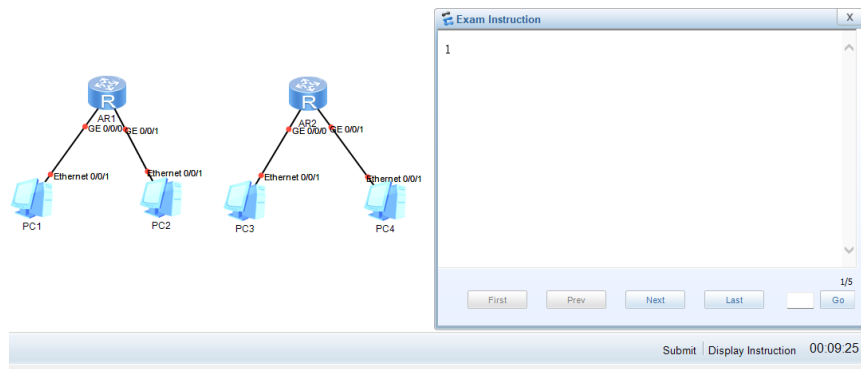 Exam Instruction
X
1
R
AR1
GE 0/0/0
GE 0/0/1
Ethernet 0/0/1
Ethernet 0/0/1
PC1
PC2
R
AR2
GE 0/0/0
GE 0/0/1
Ethernet 0/0/1
Ethernet 0/0/1
PC3
PC4
1/5
First
Prev
Next
Last
Go
Submit
Display Instruction
00:09:25